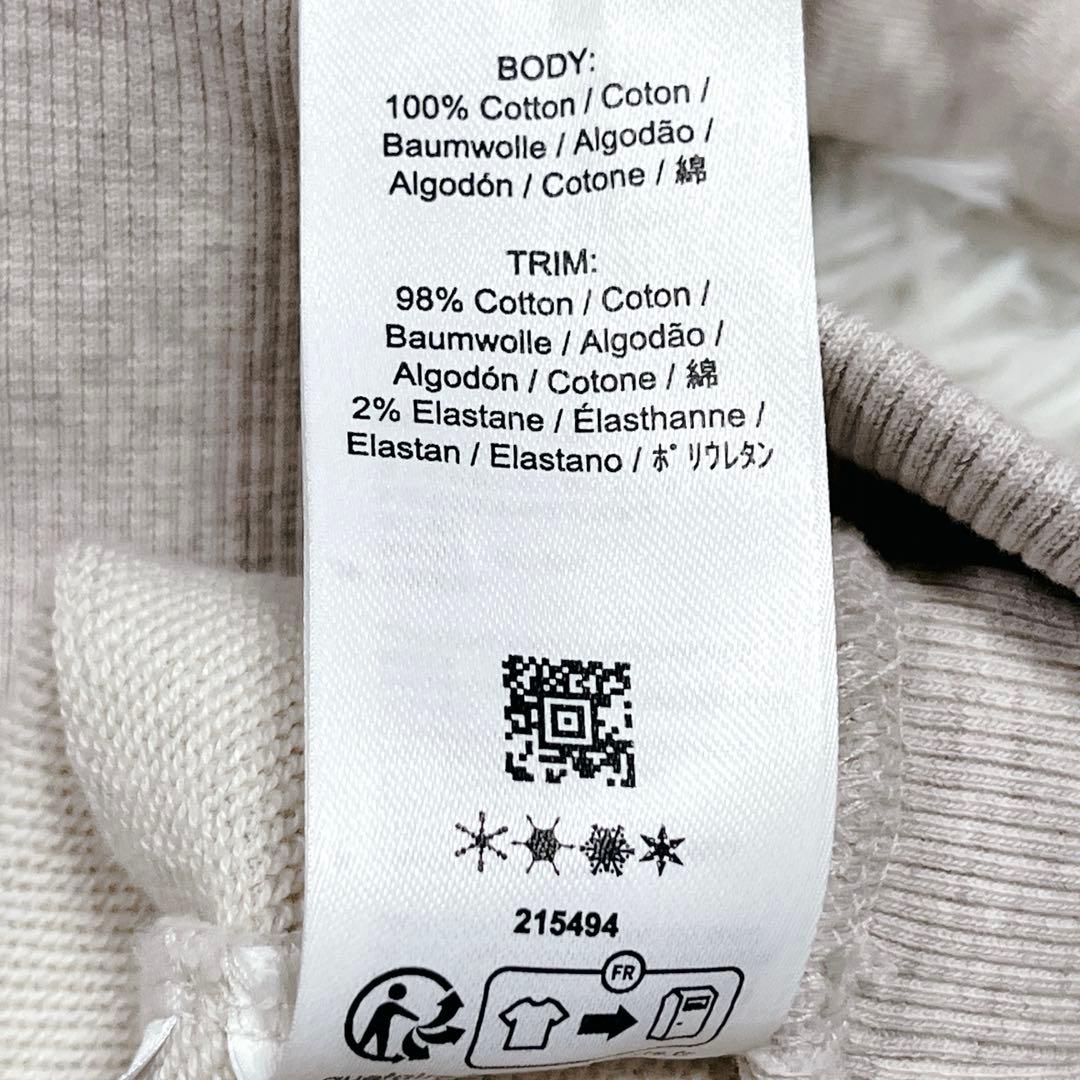 BODY:
100% Cotton / Coton /
Baumwolle / Algodão /
Algodón / Cotone / 綿
TRIM:
98% Cotton / Coton /
Baumwolle / Algodão /
Algodón / Cotone / 綿
2% Elastane / Élasthanne /
Elastan / Elastano / ﾎﾟﾘｳﾚﾀﾝ
215494
FR